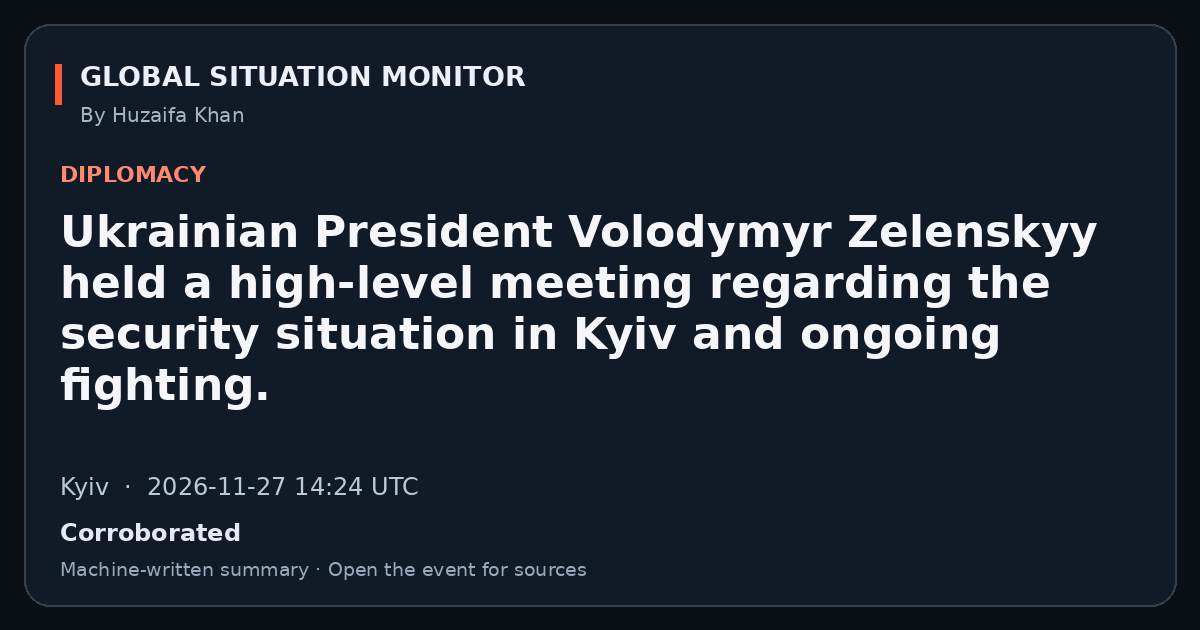 GLOBAL SITUATION MONITOR
By Huzaifa Khan
DIPLOMACY
Ukrainian President Volodymyr Zelenskyy
held a high-level meeting regarding the
security situation in Kyiv and ongoing
fighting.
Kyiv · 2026-11-27 14:24 UTC
Corroborated
Machine-written summary · Open the event for sources